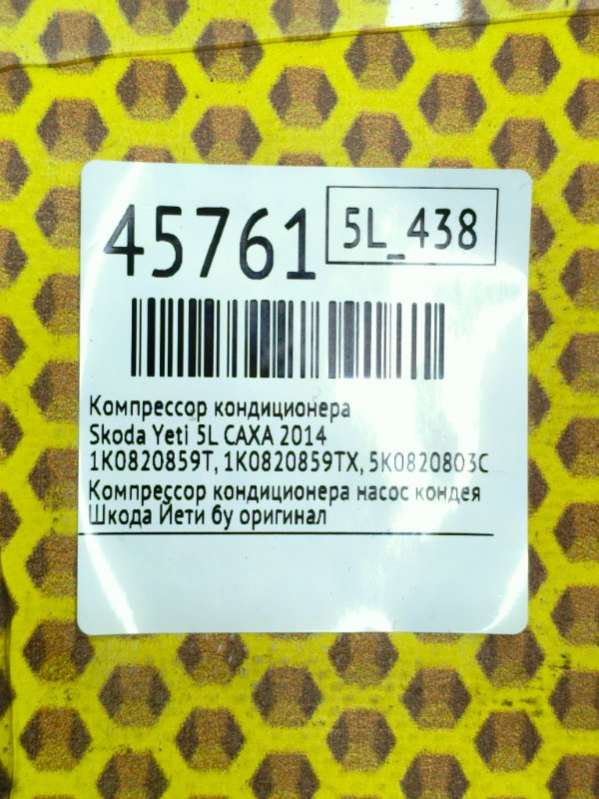 45761
5L_438
Компрессор кондиционера
Skoda Yeti 5L CAXA 2014
1K0820859T, 1K0820859TX, 5K0820803C
Компрессор кондиционера насос кондея
Шкода Йети бу оригинал